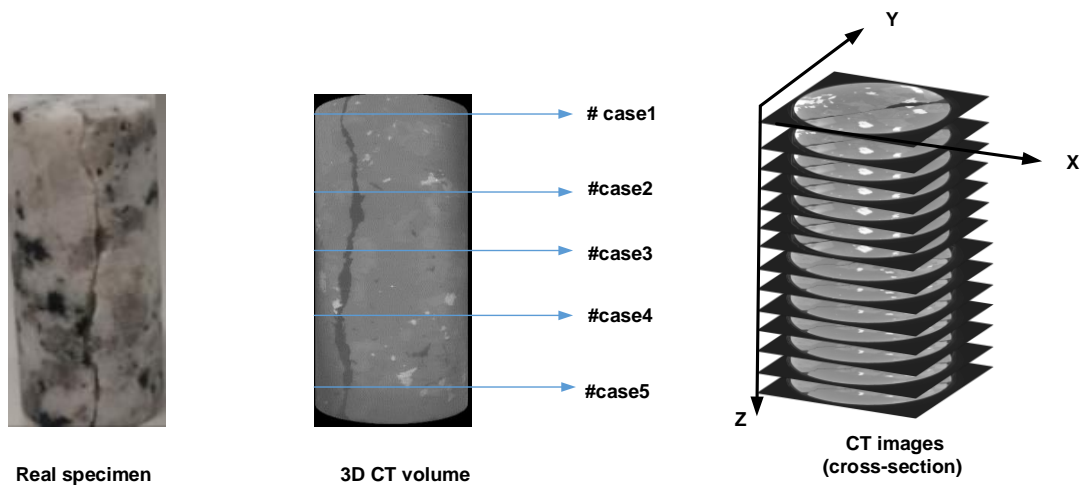 Y
# case1
X
#case2
#case3
#case4
#case5
Z
Real specimen
3D CT volume
CT images
(cross-section)